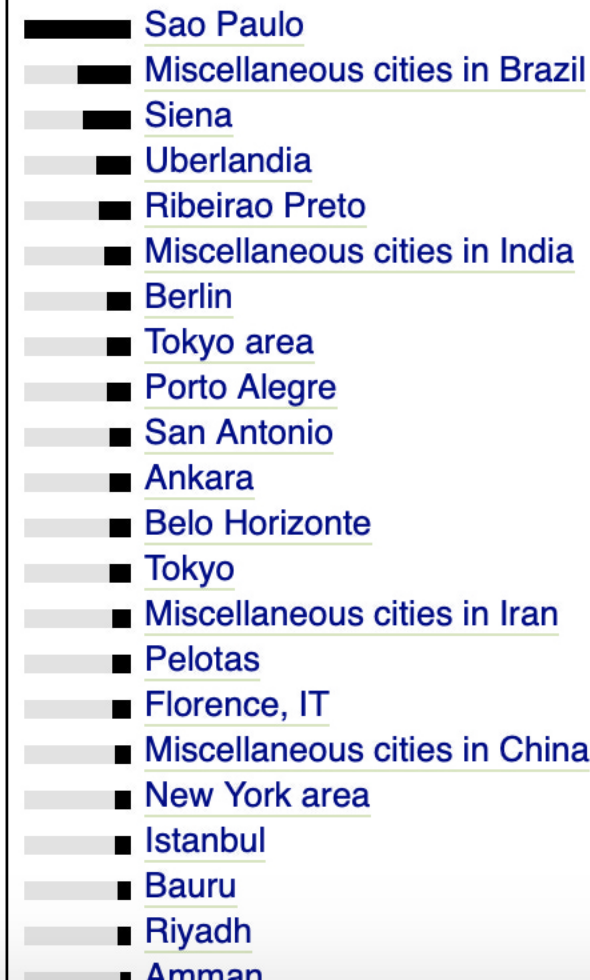 Sao Paulo
Miscellaneous cities in Brazil
Siena
Uberlandia
Ribeirao Preto
Miscellaneous cities in India
Berlin
Tokyo area
Porto Alegre
San Antonio
Ankara
Belo Horizonte
Tokyo
Miscellaneous cities in Iran
Pelotas
Florence, IT
Miscellaneous cities in China
New York area
Istanbul
Bauru
Riyadh
Amman